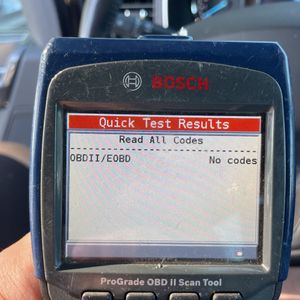 BOSCH
Quick Test Results
Read All Codes
OBDII/EOBD No codes
ProGrade OBD II Scan Tool